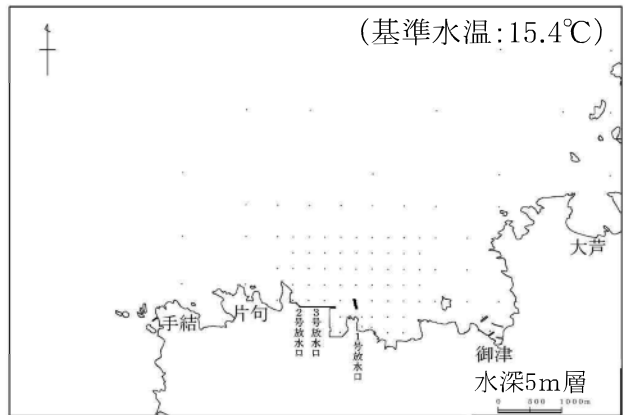 (基準水温:15.4℃)
大芦
手結
片句
2号放水口
3号放水口
1号放水口
御津
水深5m層
0 500 1000m